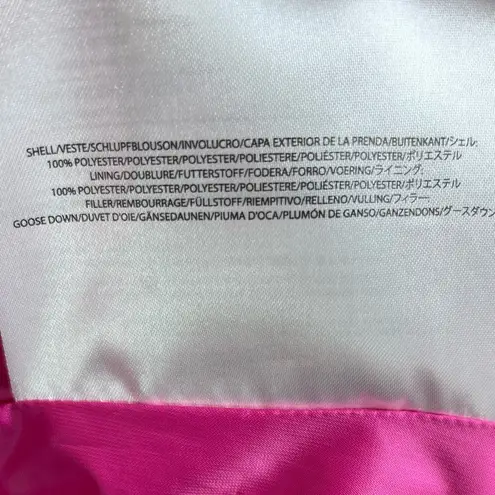 SHELL/VESTE/SCHLUPFBLOUSON/INVOLUCRO/CAPA EXTERIOR DE LA PRENDA/BUITENKANT/シェル:
100% POLYESTER/POLYESTER/POLYESTER/POLIESTERE/POLIÉSTER/POLYESTER/ポリエステル
LINING/DOUBLURE/FUTTERSTOFF/FODERA/FORRO/VOERING/ライニング:
100% POLYESTER/POLYESTER/POLYESTER/POLIESTERE/POLIÉSTER/POLYESTER/ポリエステル
FILLER/REMBOURRAGE/FÜLLSTOFF/RIEMPITIVO/RELLENO/VULLING/フィラー:
GOOSE DOWN/DUVET D'OIE/GÄNSEDAUNEN/PIUMA D'OCA/PLUMÓN DE GANSO/GANZENDONS/グースダウン